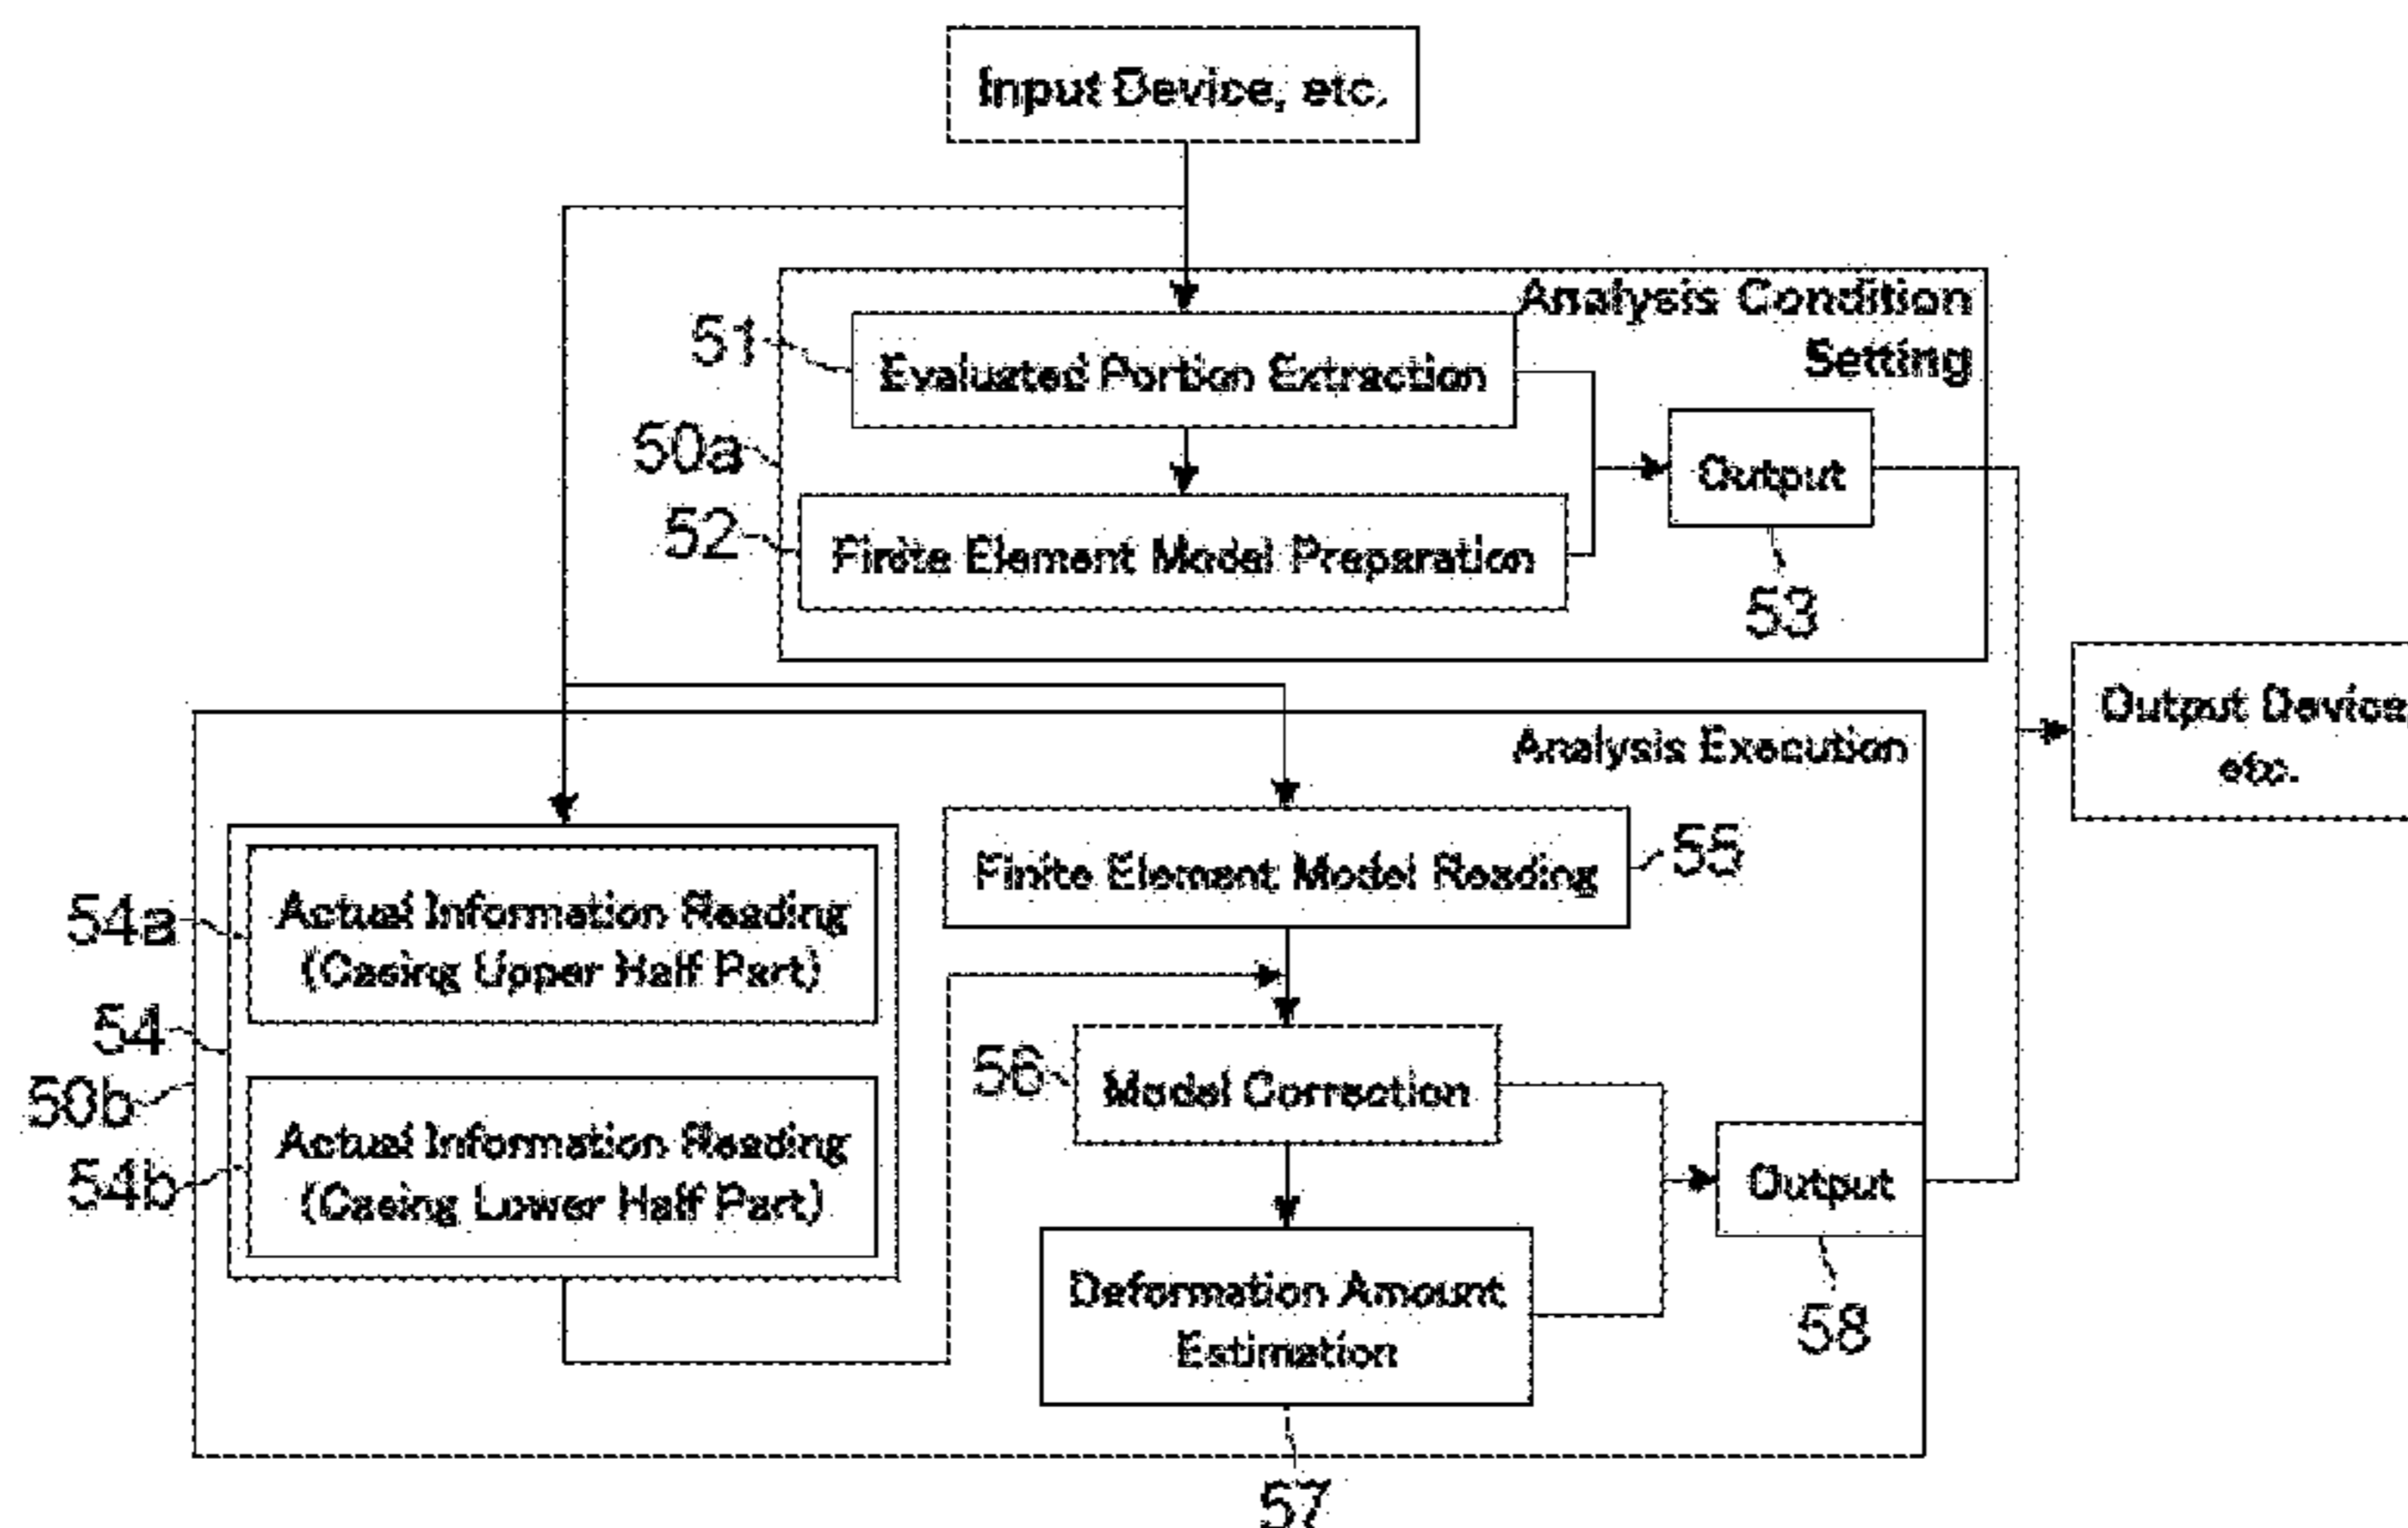 Input Device, etc.
Analysis Condition
Setting
51
Evaluated Portion Extraction
50a
Output
52
Finite Element Model Preparation
53
Output Device,
etc.
Analysis Execution
Finite Element Model Reading
55
54a
Actual Information Reading
(Casing Upper Half Part)
54
56
Model Correction
50b
54b
Actual Information Reading
(Casing Lower Half Part)
Output
Deformation Amount
Estimation
58
57